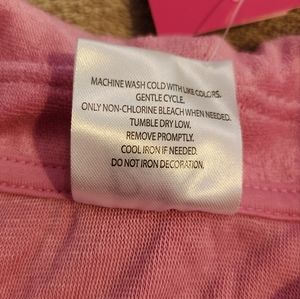 MACHINE WASH COLD WITH LIKE COLORS.
GENTLE CYCLE.
ONLY NON-CHLORINE BLEACH WHEN NEEDED.
TUMBLE DRY LOW.
REMOVE PROMPTLY.
COOL IRON IF NEEDED.
DO NOT IRON DECORATION.